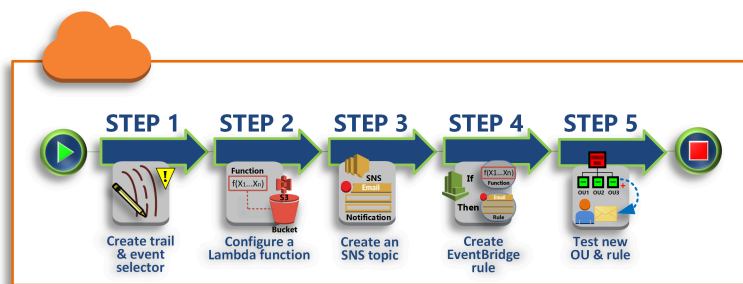 STEP 1
STEP 2
STEP 3
STEP 4
STEP 5
!
Create trail
& event
selector
Function
f(X₁...Xn)
S3
Bucket
Configure a
Lambda function
SNS
Email
Notification
Create an
SNS topic
If
f(X1...Xn)
Function
Then
Email
Rule
Create
EventBridge
rule
OU1 OU2 OU3
+
Test new
OU & rule